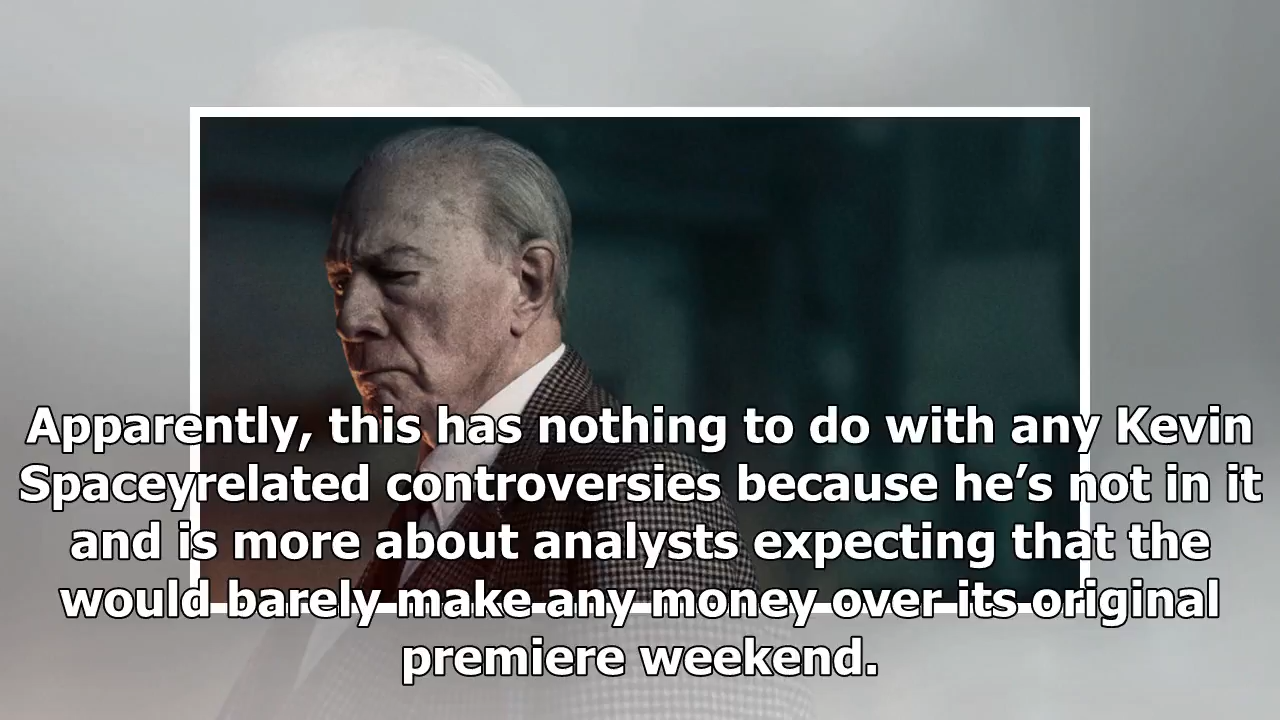 Apparently, this has nothing to do with any Kevin
Spaceyrelated controversies because he’s not in it
and is more about analysts expecting that the
would barely make any money over its original
premiere weekend.